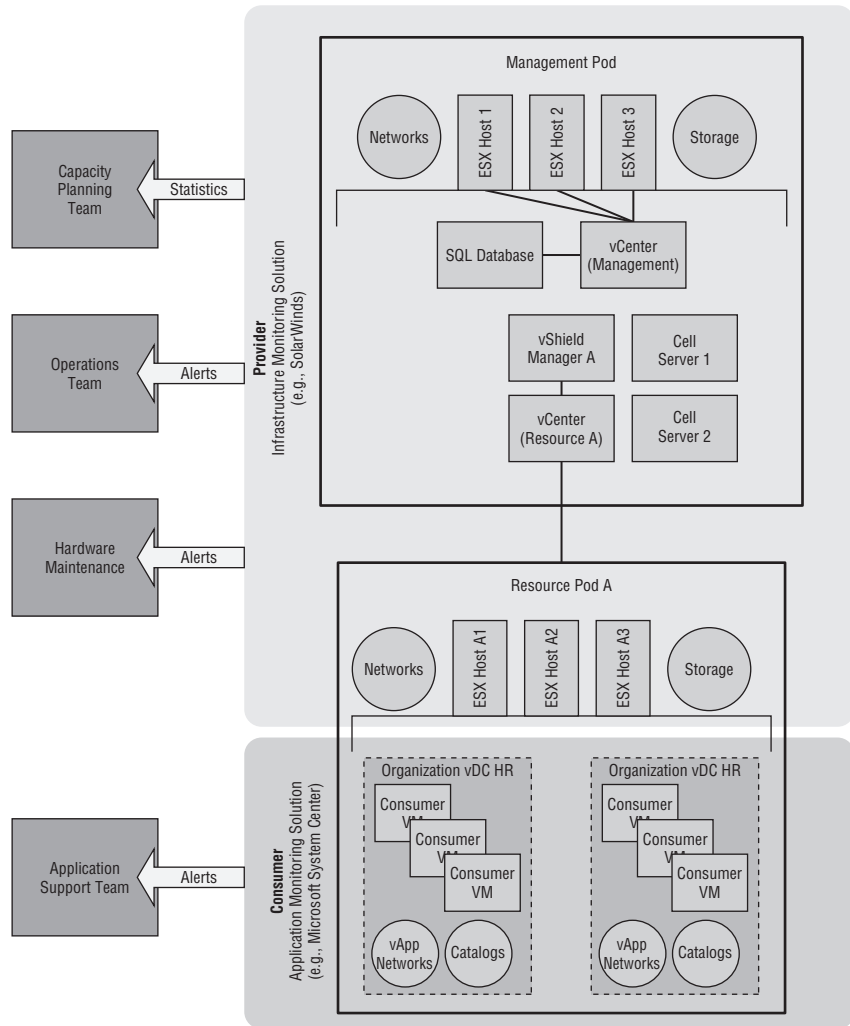 Management Pod
Networks
ESX Host 1
ESX Host 2
ESX Host 3
Storage
Capacity
Planning
Team
Statistics
SQL Database
vCenter
(Management)
Provider
Infrastructure Monitoring Solution
(e.g., SolarWinds)
Operations
Team
Alerts
vShield
Manager A
Cell
Server 1
vCenter
(Resource A)
Cell
Server 2
Hardware
Maintenance
Alerts
Resource Pod A
Networks
ESX Host A1
ESX Host A2
ESX Host A3
Storage
Application
Support Team
Alerts
Consumer
Application Monitoring Solution
(e.g., Microsoft System Center)
Organization vDC HR
Consumer
VM
Consumer
VM
Consumer
VM
vApp
Networks
Catalogs
Organization vDC HR
Consumer
VM
Consumer
VM
Consumer
VM
vApp
Networks
Catalogs